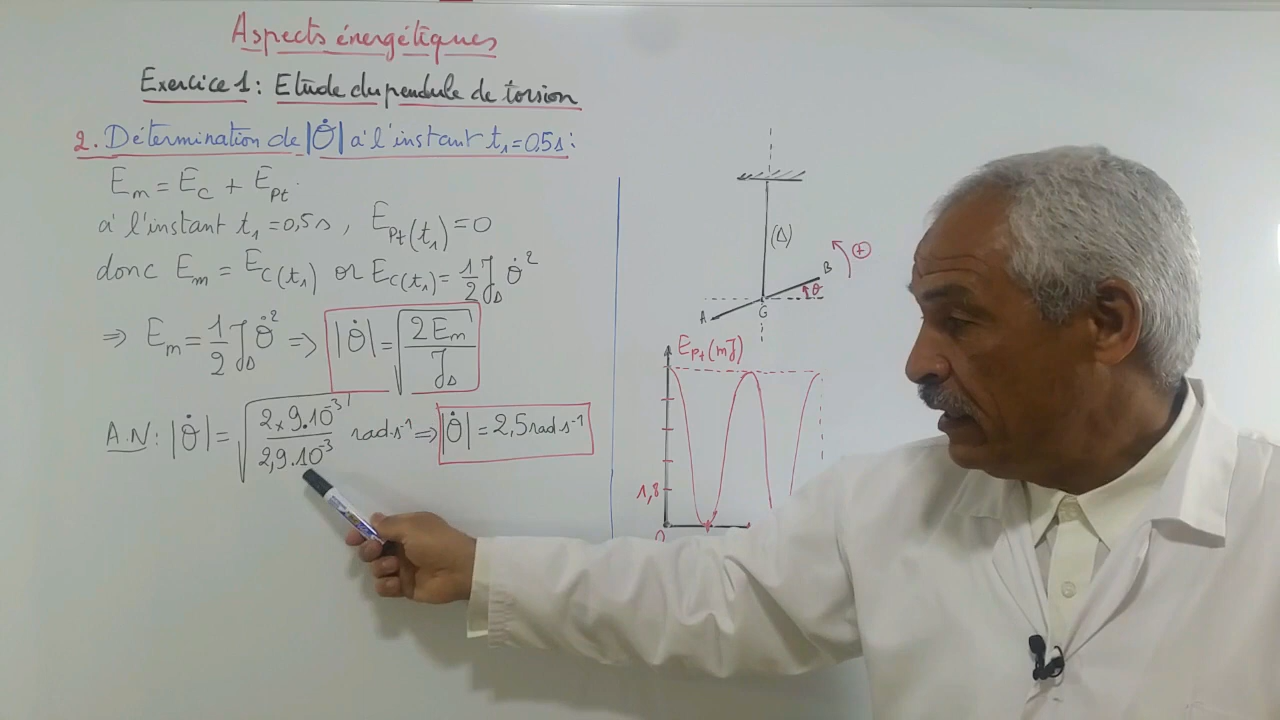 Aspects énergétiques
Exercice 1 : Etude du pendule de torsion
2. Détermination de |θ̇| à l'instant t₁=0,5s :
Em = Ec + Ept.
à l'instant t₁=0,5s, Ept(t₁)=0
donc Em = Ec(t₁) or Ec(t₁)= 1/2 J_Δ θ̇²
⇒ Em = 1/2 J_Δ θ̇² ⇒ |θ̇| = √(2Em/J_Δ)
A.N: |θ̇| = √(2×9.10⁻³/2,9.10⁻³) rad.s⁻¹ ⇒ |θ̇| = 2,5 rad.s⁻¹
(Δ)
+
B
θ
A
G
Ept(mJ)
1,8
0